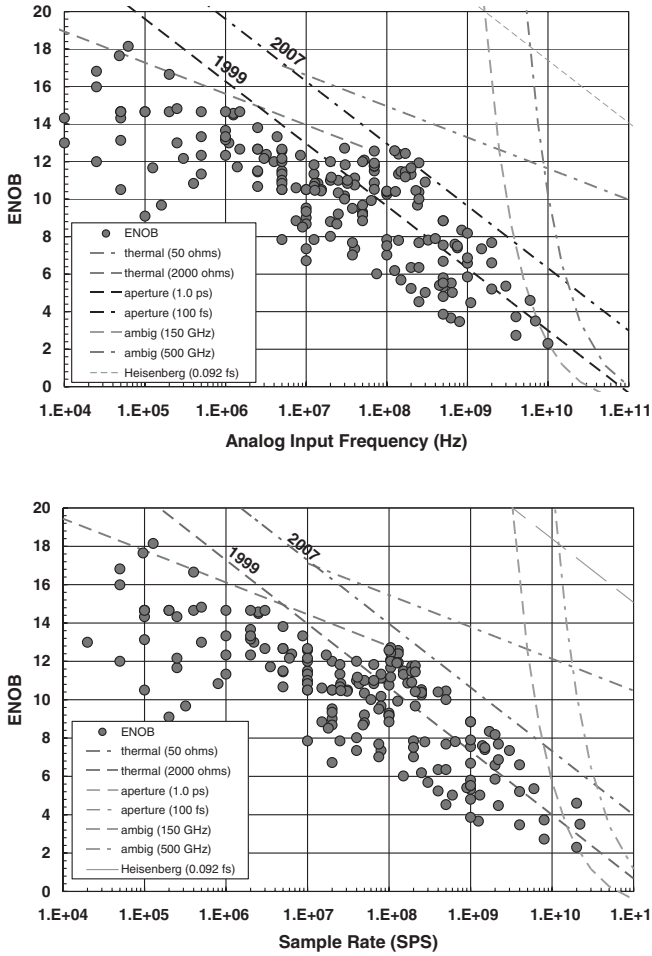 20
18
16
14
12
10
8
6
4
2
0
ENOB
2007
1999
ENOB
thermal (50 ohms)
thermal (2000 ohms)
aperture (1.0 ps)
aperture (100 fs)
ambig (150 GHz)
ambig (500 GHz)
Heisenberg (0.092 fs)
1.E+04 1.E+05 1.E+06 1.E+07 1.E+08 1.E+09 1.E+10 1.E+11
Analog Input Frequency (Hz)
20
18
16
14
12
10
8
6
4
2
0
ENOB
2007
1999
ENOB
thermal (50 ohms)
thermal (2000 ohms)
aperture (1.0 ps)
aperture (100 fs)
ambig (150 GHz)
ambig (500 GHz)
Heisenberg (0.092 fs)
1.E+04 1.E+05 1.E+06 1.E+07 1.E+08 1.E+09 1.E+10 1.E+1
Sample Rate (SPS)